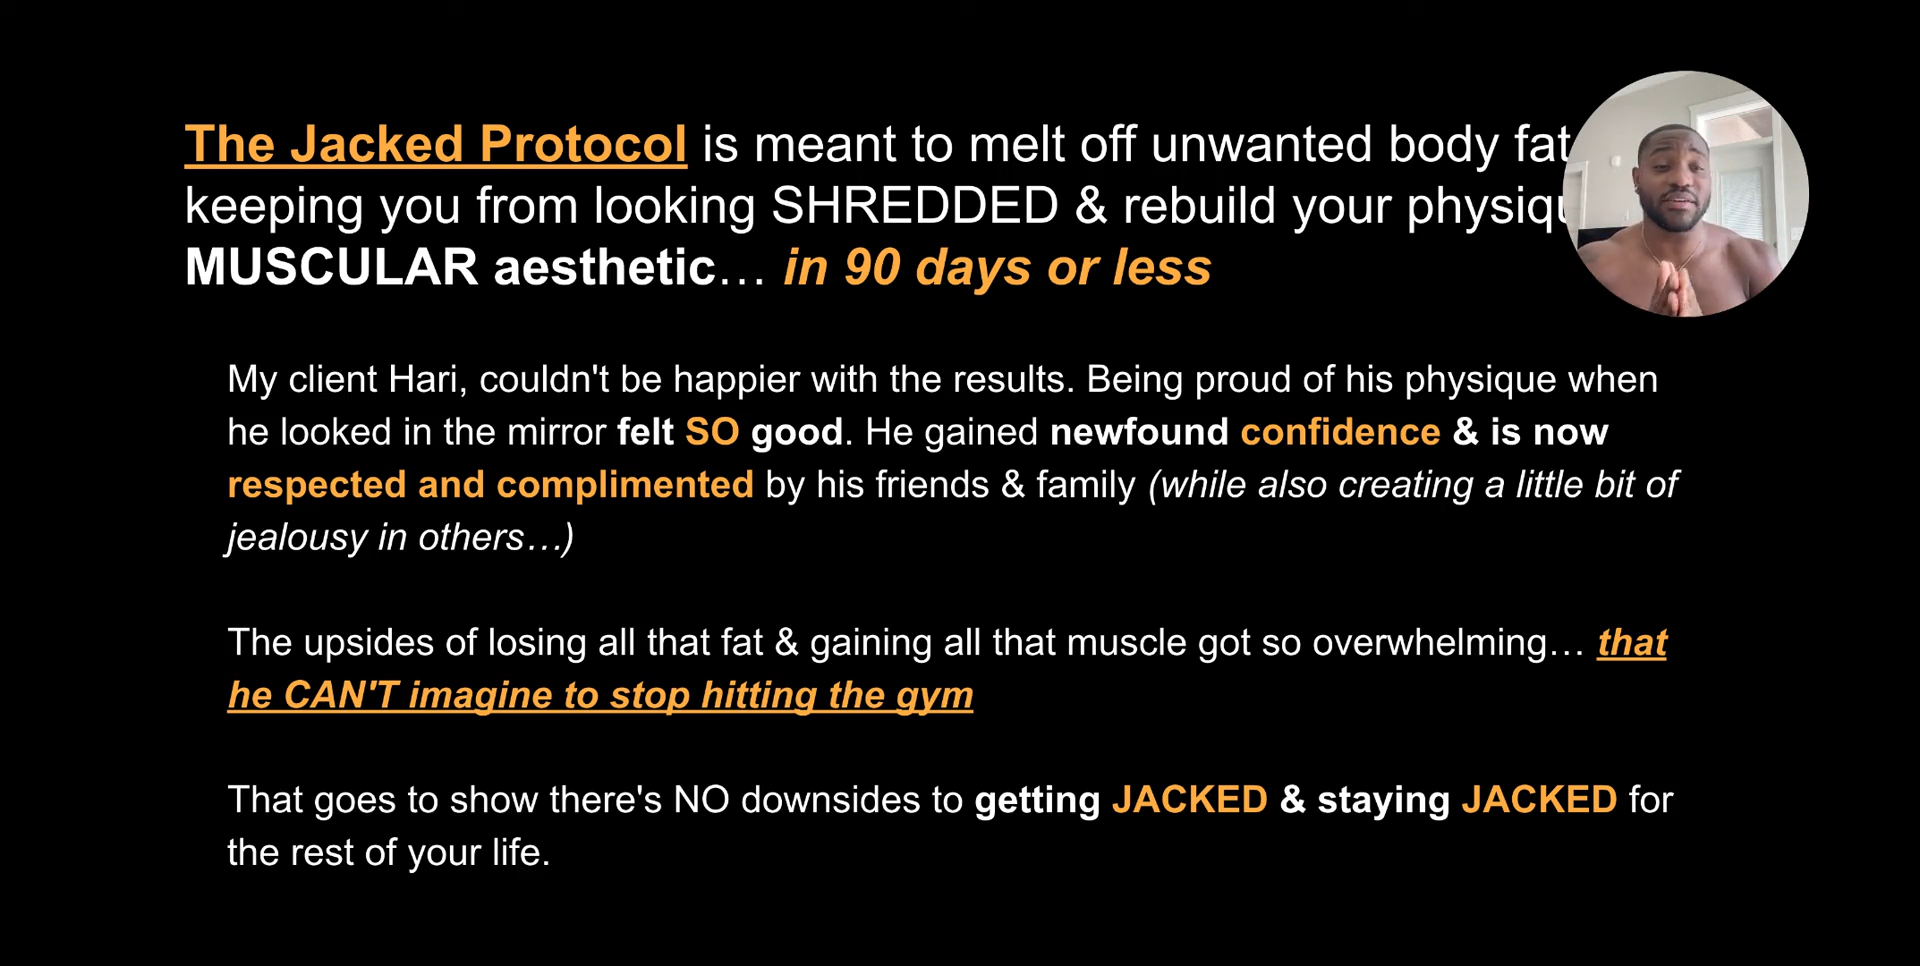 The Jacked Protocol is meant to melt off unwanted body fat
keeping you from looking SHREDDED & rebuild your
MUSCULAR aesthetic… in 90 days or less
My client Hari, couldn't be happier with the results. Being proud of his physique when
he looked in the mirror felt SO good. He gained newfound confidence & is now
respected and complimented by his friends & family (while also creating a little bit of
jealousy in others…)
The upsides of losing all that fat & gaining all that muscle got so overwhelming… that
he CAN'T imagine to stop hitting the gym
That goes to show there's NO downsides to getting JACKED & staying JACKED for
the rest of your life.